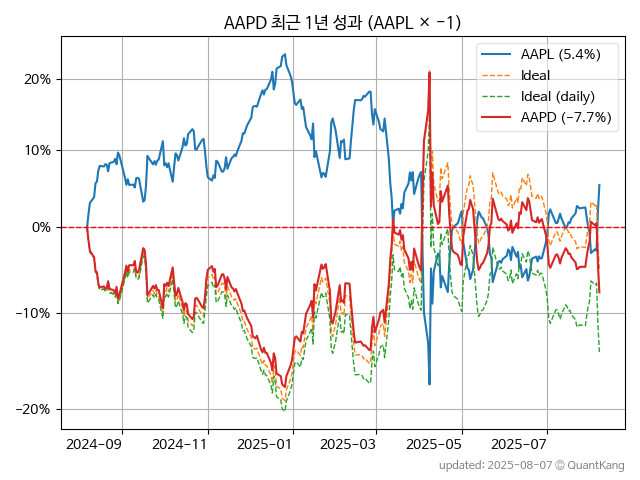 AAPD 최근 1년 성과 (AAPL × −1)
AAPL (5.4%)
Ideal
Ideal (daily)
AAPD (−7.7%)
20%
10%
0%
−10%
−20%
2024-09
2024-11
2025-01
2025-03
2025-05
2025-07
updated: 2025-08-07 © QuantKang